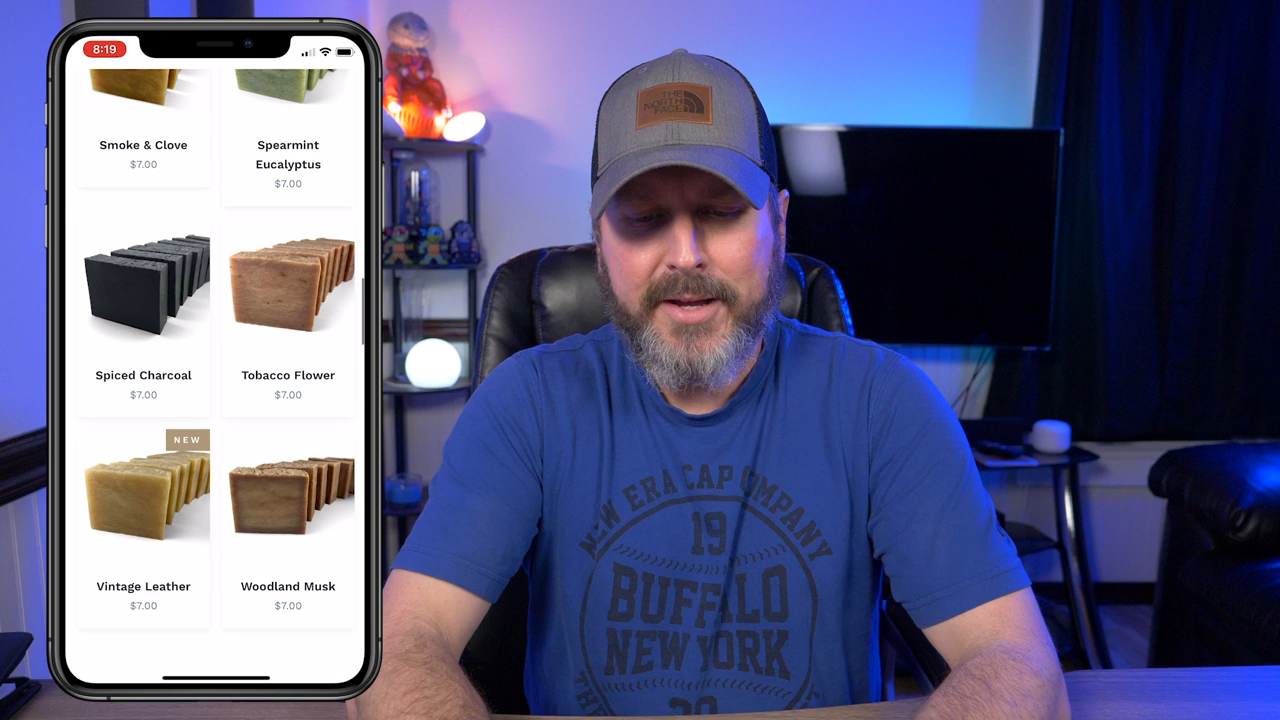 8:19
Smoke & Clove
$7.00
Spearmint
Eucalyptus
$7.00
Spiced Charcoal
$7.00
Tobacco Flower
$7.00
NEW
Vintage Leather
$7.00
Woodland Musk
$7.00
THE
NORTH
FACE
NEW ERA CAP COMPANY
19
BUFFALO
NEW YORK
20